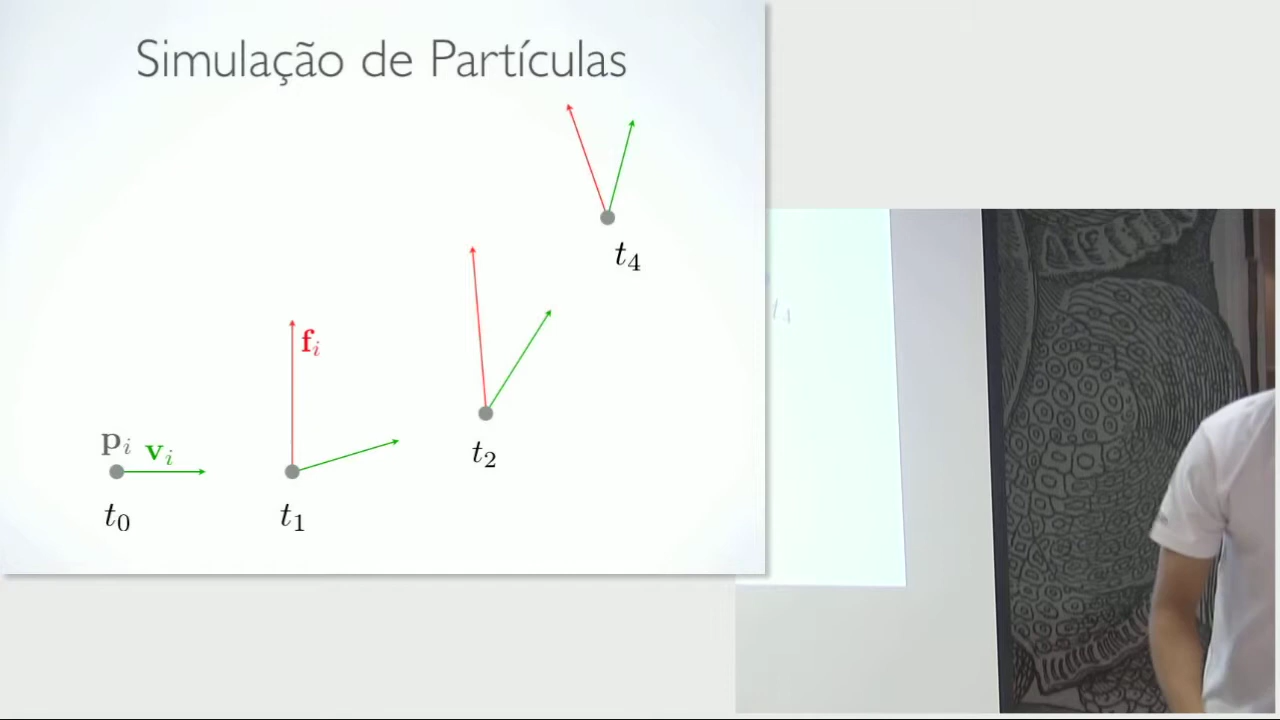 Simulação de Partículas
t₄
fᵢ
pᵢ vᵢ
t₂
t₀ t₁